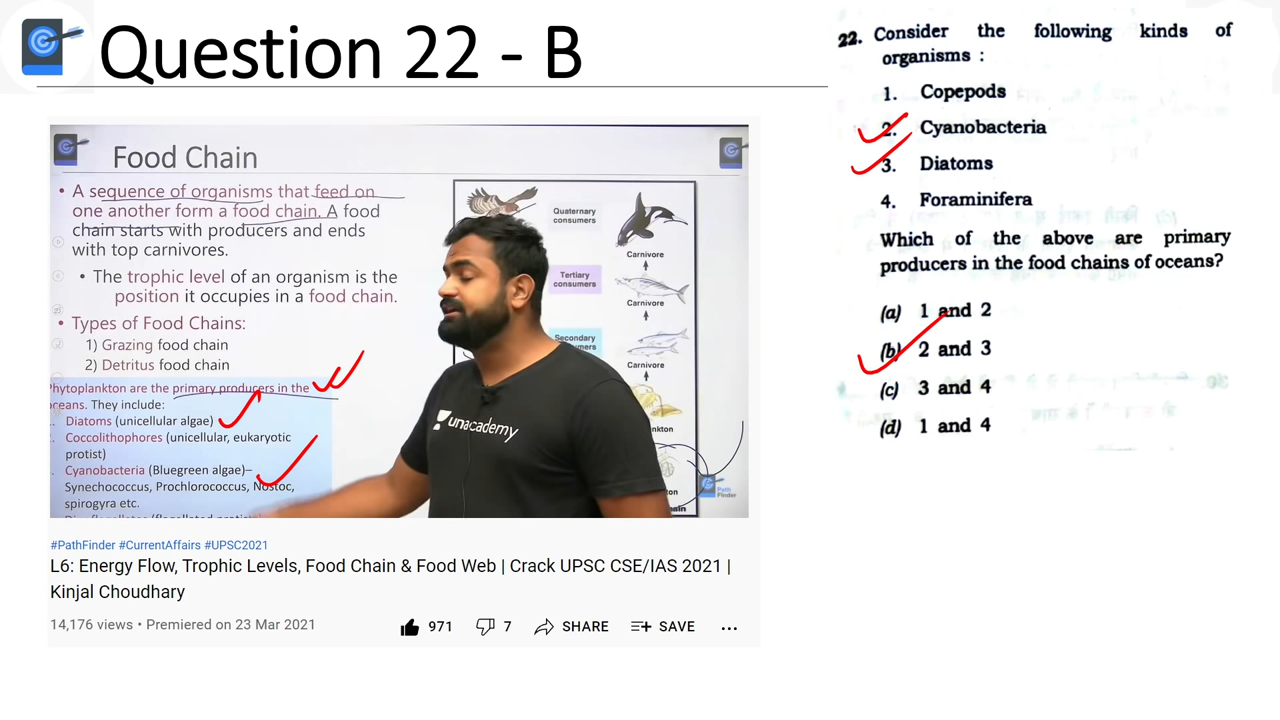 Question 22 - B
Food Chain
• A sequence of organisms that feed on
one another form a food chain. A food
chain starts with producers and ends
with top carnivores.
• The trophic level of an organism is the
position it occupies in a food chain.
• Types of Food Chains:
1) Grazing food chain
2) Detritus food chain
Phytoplankton are the primary producers in the
oceans. They include:
Diatoms (unicellular algae)
Coccolithophores (unicellular, eukaryotic
protist)
Cyanobacteria (Bluegreen algae)–
Synechococcus, Prochlorococcus, Nostoc,
spirogyra etc.
Quaternary
consumers
Carnivore
Tertiary
consumers
Carnivore
Secondary
Carnivore
unacademy
Path
Finder
#PathFinder #CurrentAffairs #UPSC2021
L6: Energy Flow, Trophic Levels, Food Chain & Food Web | Crack UPSC CSE/IAS 2021 |
Kinjal Choudhary
14,176 views • Premiered on 23 Mar 2021
971
7
SHARE
SAVE
22. Consider the following kinds of
organisms :
1. Copepods
2. Cyanobacteria
3. Diatoms
4. Foraminifera
Which of the above are primary
producers in the food chains of oceans?
(a) 1 and 2
(b) 2 and 3
(c) 3 and 4
(d) 1 and 4